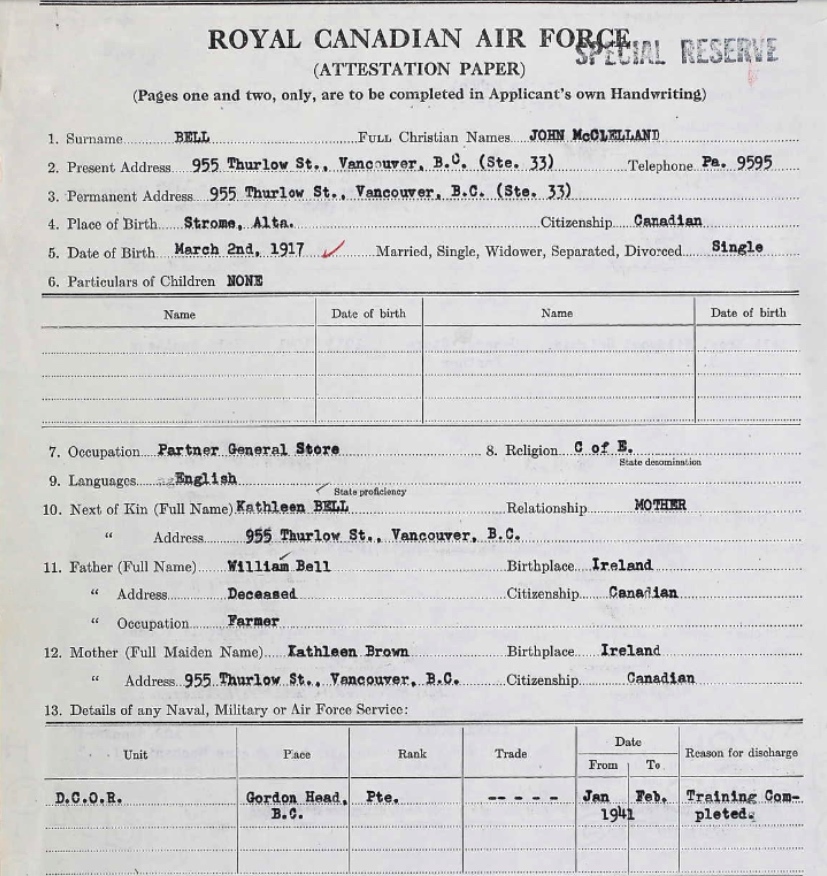 ROYAL CANADIAN AIR FORCE
SPECIAL RESERVE
(ATTESTATION PAPER)
(Pages one and two, only, are to be completed in Applicant's own Handwriting)
1. Surname BELL FULL Christian Names JOHN McCLELLAND
2. Present Address 955 Thurlow St., Vancouver, B.C. (Ste. 33) Telephone Pa. 9595
3. Permanent Address 955 Thurlow St., Vancouver, B.C. (Ste. 33)
4. Place of Birth Strome, Alta. Citizenship Canadian
5. Date of Birth March 2nd, 1917 Married, Single, Widower, Separated, Divorced Single
6. Particulars of Children NONE
Name Date of birth Name Date of birth
7. Occupation Partner General Store 8. Religion C of E.
State denomination
9. Languages English
State proficiency
10. Next of Kin (Full Name) Kathleen BELL Relationship MOTHER
" Address 955 Thurlow St., Vancouver, B.C.
11. Father (Full Name) William Bell Birthplace Ireland
" Address Deceased Citizenship Canadian
" Occupation Farmer
12. Mother (Full Maiden Name) Kathleen Brown Birthplace Ireland
" Address 955 Thurlow St., Vancouver, B.C. Citizenship Canadian
13. Details of any Naval, Military or Air Force Service:
Unit Place Rank Trade Date Reason for discharge
From To
D.C.O.R. Gordon Head, Pte. -- - - - Jan Feb. Training Com-
B.C. 1941 pleted.